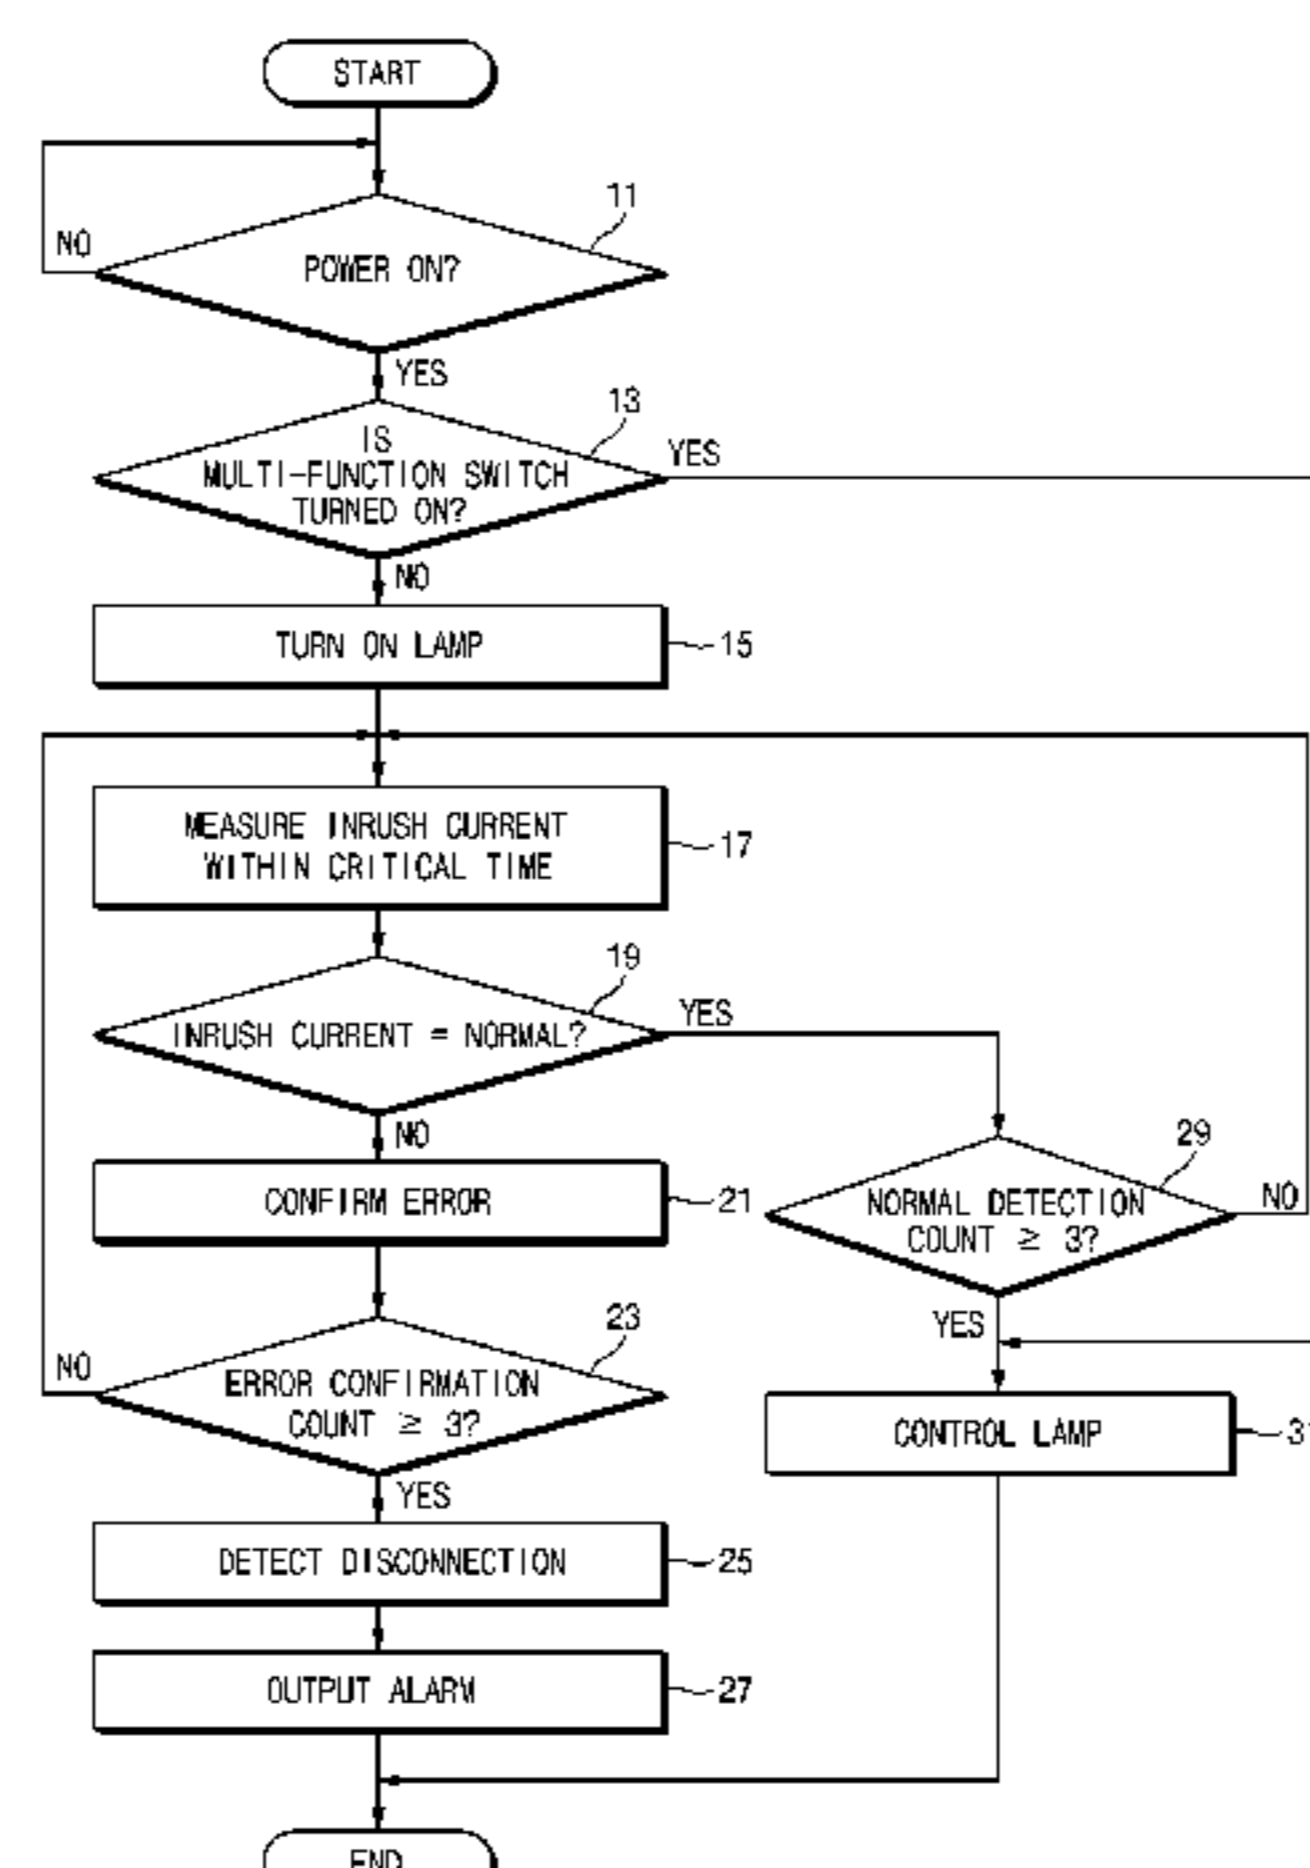 START
11
NO
POWER ON?
YES
13
IS
MULTI-FUNCTION SWITCH
TURNED ON?
YES
NO
TURN ON LAMP
15
MEASURE INRUSH CURRENT
WITHIN CRITICAL TIME
17
19
INRUSH CURRENT = NORMAL?
YES
NO
CONFIRM ERROR
21
29
NORMAL DETECTION
COUNT ≥ 3?
NO
YES
23
NO
ERROR CONFIRMATION
COUNT ≥ 3?
YES
CONTROL LAMP
31
DETECT DISCONNECTION
25
OUTPUT ALARM
27
END